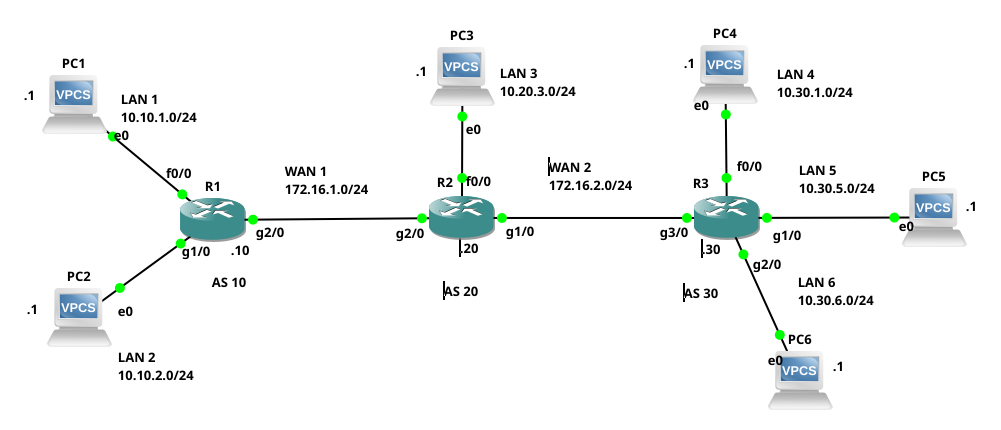 PC1
.1
VPCS
LAN 1
10.10.1.0/24
e0
f0/0
R1
g2/0
g1/0
.10
AS 10
PC2
.1
VPCS
e0
LAN 2
10.10.2.0/24
WAN 1
172.16.1.0/24
PC3
.1
VPCS
LAN 3
10.20.3.0/24
e0
R2
f0/0
g2/0
g1/0
.20
AS 20
WAN 2
172.16.2.0/24
PC4
.1
VPCS
LAN 4
10.30.1.0/24
e0
f0/0
R3
g3/0
g1/0
.30
g2/0
AS 30
LAN 5
10.30.5.0/24
PC5
.1
VPCS
e0
LAN 6
10.30.6.0/24
PC6
e0
VPCS
.1